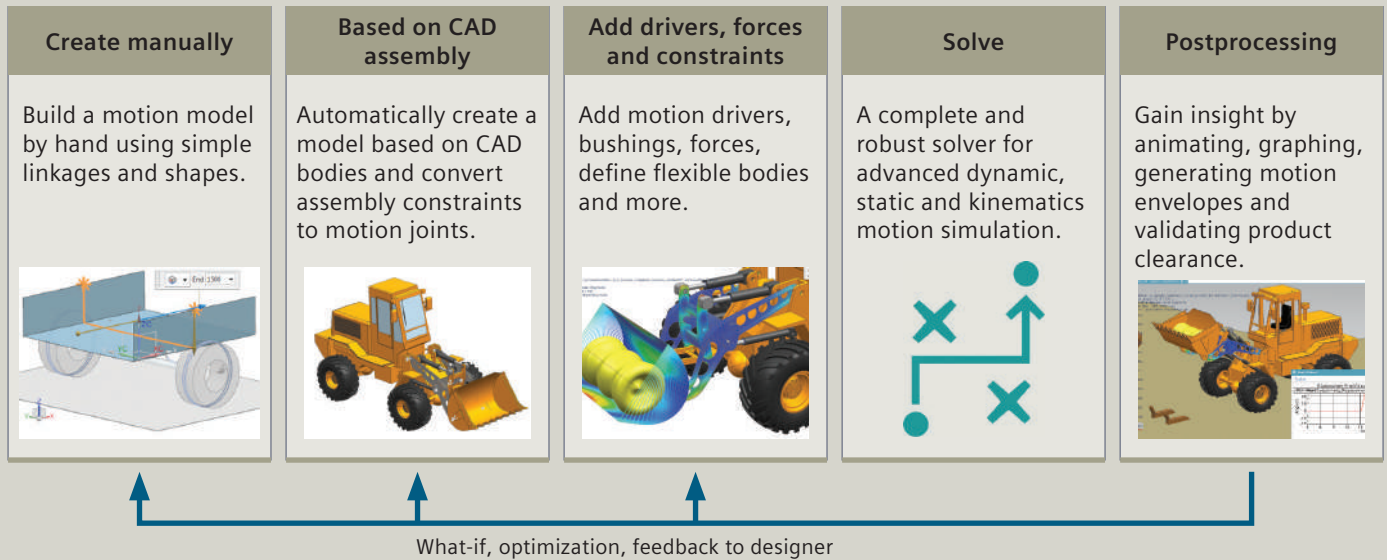 Create manually
Build a motion model
by hand using simple
linkages and shapes.
End 1300
Based on CAD
assembly
Automatically create a
model based on CAD
bodies and convert
assembly constraints
to motion joints.
Add drivers, forces
and constraints
Add motion drivers,
bushings, forces,
define flexible bodies
and more.
Solve
A complete and
robust solver for
advanced dynamic,
static and kinematics
motion simulation.
Postprocessing
Gain insight by
animating, graphing,
generating motion
envelopes and
validating product
clearance.
What-if, optimization, feedback to designer